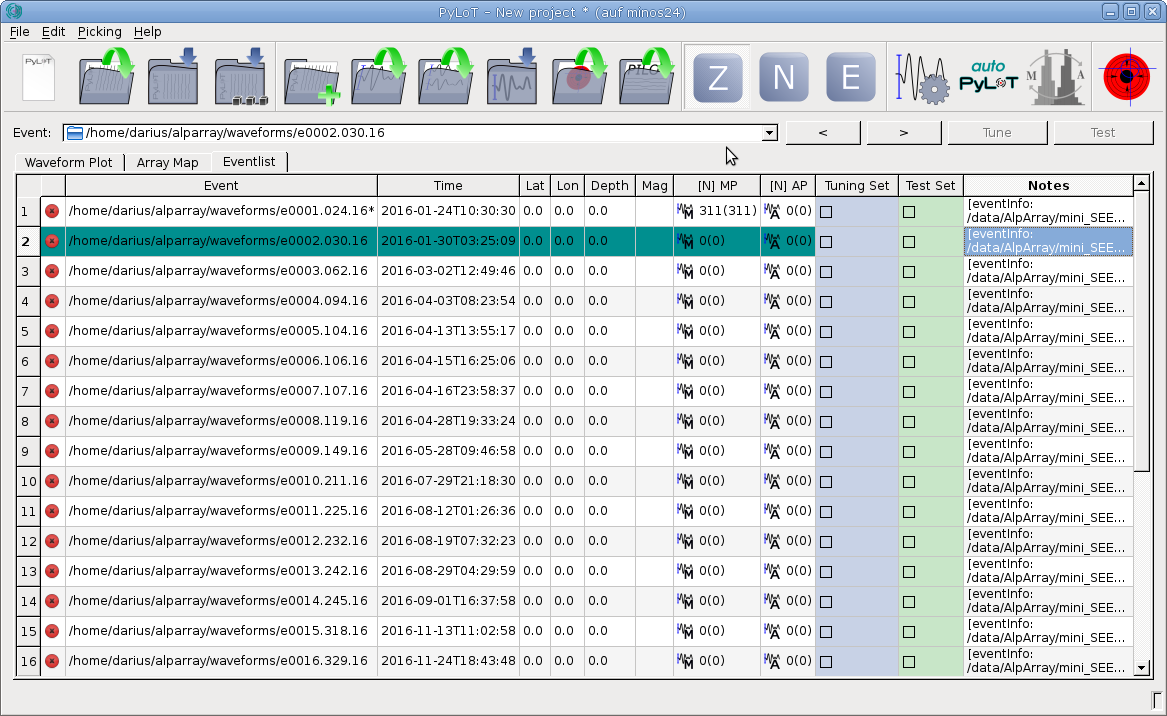 PyLoT - New project * (auf minos24)
File Edit Picking Help
PyLoT PILO Z N E auto PyLoT M S
Event: /home/darius/alparray/waveforms/e0002.030.16 < > Tune Test
Waveform Plot Array Map Eventlist
Event Time Lat Lon Depth Mag [N] MP [N] AP Tuning Set Test Set Notes
1 /home/darius/alparray/waveforms/e0001.024.16* 2016-01-24T10:30:30 0.0 0.0 0.0 M 311(311) A 0(0) [eventInfo:
/data/AlpArray/mini_SEE...
2 /home/darius/alparray/waveforms/e0002.030.16 2016-01-30T03:25:09 0.0 0.0 0.0 M 0(0) A 0(0) [eventInfo:
/data/AlpArray/mini_SEE...
3 /home/darius/alparray/waveforms/e0003.062.16 2016-03-02T12:49:46 0.0 0.0 0.0 M 0(0) A 0(0) [eventInfo:
/data/AlpArray/mini_SEE...
4 /home/darius/alparray/waveforms/e0004.094.16 2016-04-03T08:23:54 0.0 0.0 0.0 M 0(0) A 0(0) [eventInfo:
/data/AlpArray/mini_SEE...
5 /home/darius/alparray/waveforms/e0005.104.16 2016-04-13T13:55:17 0.0 0.0 0.0 M 0(0) A 0(0) [eventInfo:
/data/AlpArray/mini_SEE...
6 /home/darius/alparray/waveforms/e0006.106.16 2016-04-15T16:25:06 0.0 0.0 0.0 M 0(0) A 0(0) [eventInfo:
/data/AlpArray/mini_SEE...
7 /home/darius/alparray/waveforms/e0007.107.16 2016-04-16T23:58:37 0.0 0.0 0.0 M 0(0) A 0(0) [eventInfo:
/data/AlpArray/mini_SEE...
8 /home/darius/alparray/waveforms/e0008.119.16 2016-04-28T19:33:24 0.0 0.0 0.0 M 0(0) A 0(0) [eventInfo:
/data/AlpArray/mini_SEE...
9 /home/darius/alparray/waveforms/e0009.149.16 2016-05-28T09:46:58 0.0 0.0 0.0 M 0(0) A 0(0) [eventInfo:
/data/AlpArray/mini_SEE...
10 /home/darius/alparray/waveforms/e0010.211.16 2016-07-29T21:18:30 0.0 0.0 0.0 M 0(0) A 0(0) [eventInfo:
/data/AlpArray/mini_SEE...
11 /home/darius/alparray/waveforms/e0011.225.16 2016-08-12T01:26:36 0.0 0.0 0.0 M 0(0) A 0(0) [eventInfo:
/data/AlpArray/mini_SEE...
12 /home/darius/alparray/waveforms/e0012.232.16 2016-08-19T07:32:23 0.0 0.0 0.0 M 0(0) A 0(0) [eventInfo:
/data/AlpArray/mini_SEE...
13 /home/darius/alparray/waveforms/e0013.242.16 2016-08-29T04:29:59 0.0 0.0 0.0 M 0(0) A 0(0) [eventInfo:
/data/AlpArray/mini_SEE...
14 /home/darius/alparray/waveforms/e0014.245.16 2016-09-01T16:37:58 0.0 0.0 0.0 M 0(0) A 0(0) [eventInfo:
/data/AlpArray/mini_SEE...
15 /home/darius/alparray/waveforms/e0015.318.16 2016-11-13T11:02:58 0.0 0.0 0.0 M 0(0) A 0(0) [eventInfo:
/data/AlpArray/mini_SEE...
16 /home/darius/alparray/waveforms/e0016.329.16 2016-11-24T18:43:48 0.0 0.0 0.0 M 0(0) A 0(0) [eventInfo:
/data/AlpArray/mini_SEE...